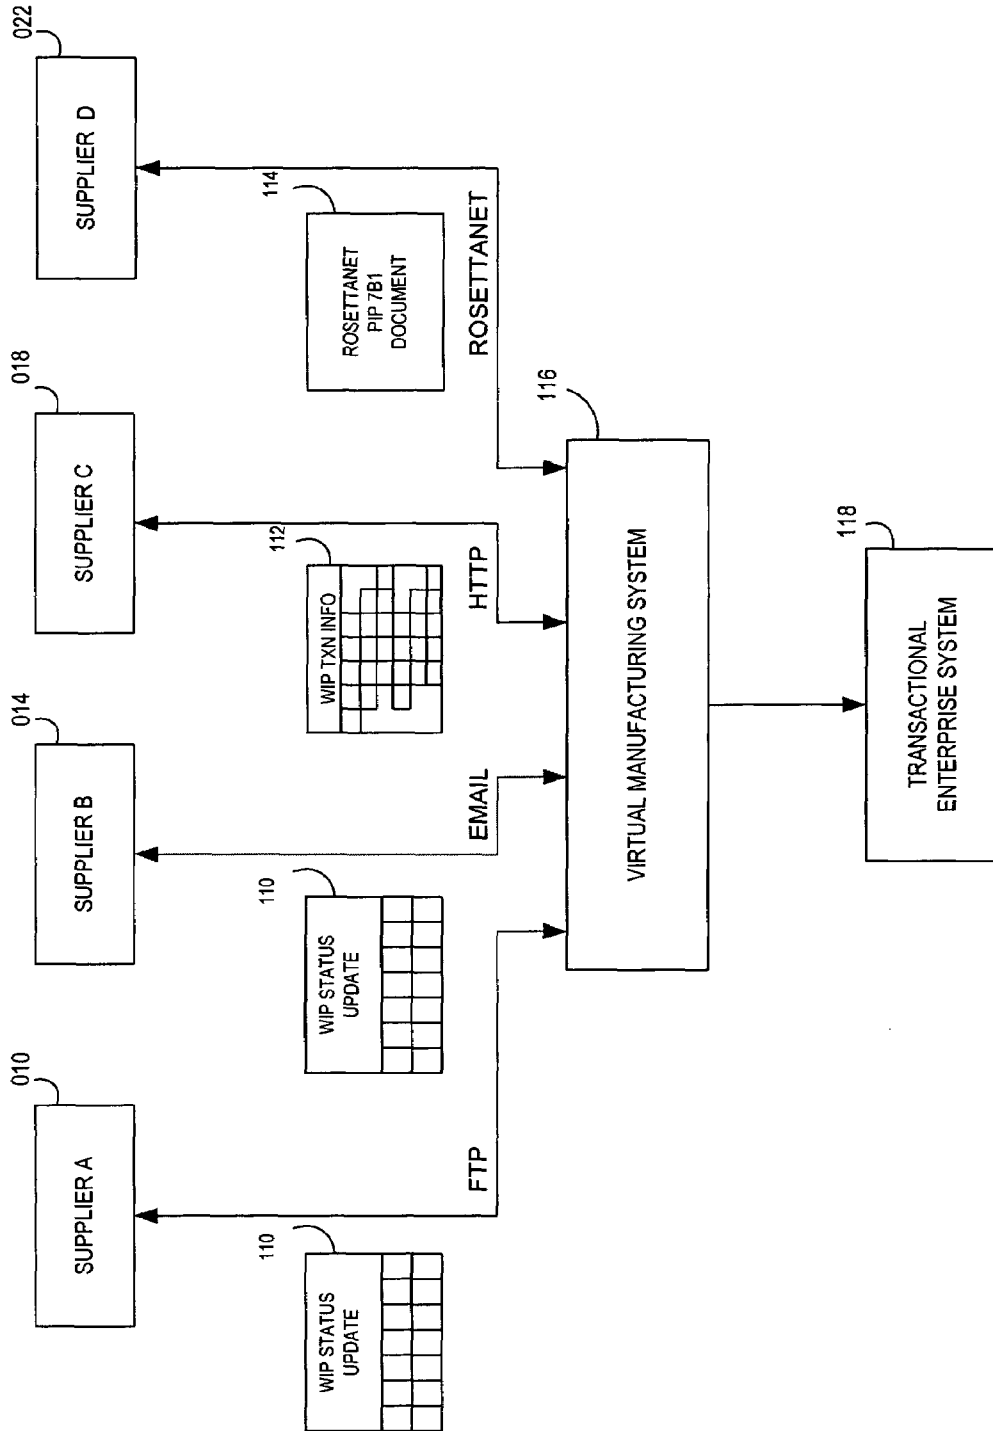 010
SUPPLIER A
014
SUPPLIER B
018
SUPPLIER C
022
SUPPLIER D
110
WIP STATUS
UPDATE
110
WIP STATUS
UPDATE
112
WIP TXN INFO
114
ROSETTANET
PIP 7B1
DOCUMENT
FTP
EMAIL
HTTP
ROSETTANET
116
VIRTUAL MANUFACTURING SYSTEM
118
TRANSACTIONAL
ENTERPRISE SYSTEM